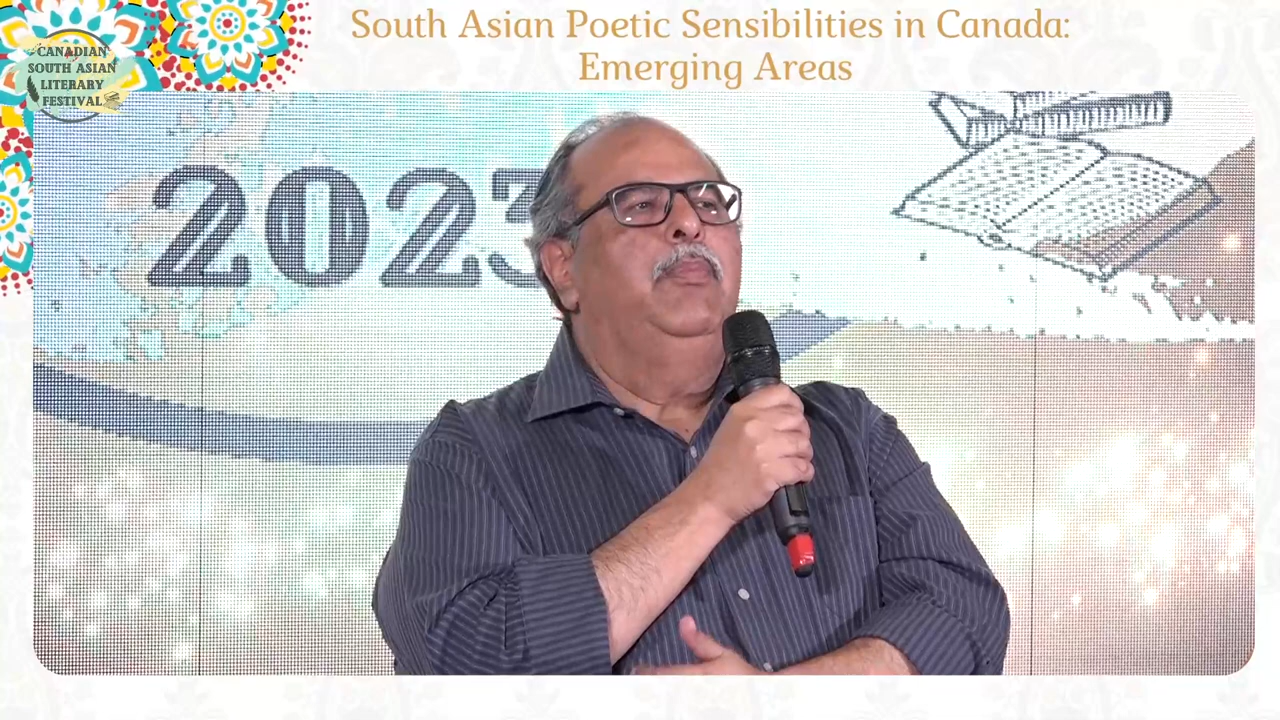 South Asian Poetic Sensibilities in Canada:
Emerging Areas
CANADIAN
SOUTH ASIAN
LITERARY
FESTIVAL
2023